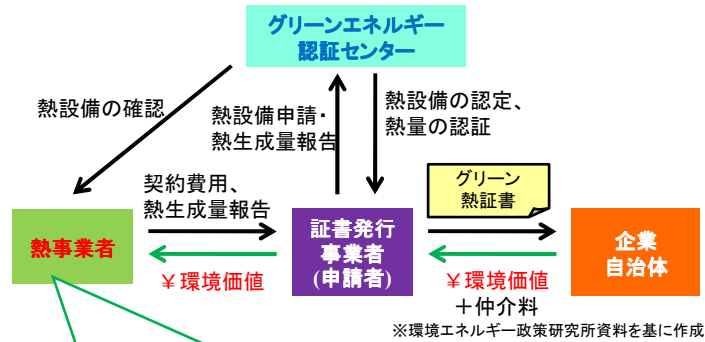 グリーンエネルギー
認証センター
熱設備の確認
熱設備申請・
熱生成量報告
熱設備の認定、
熱量の認証
契約費用、
熱生成量報告
グリーン
熱証書
熱事業者
証書発行
事業者
(申請者)
企業
自治体
￥環境価値
￥環境価値
＋仲介料
※環境エネルギー政策研究所資料を基に作成